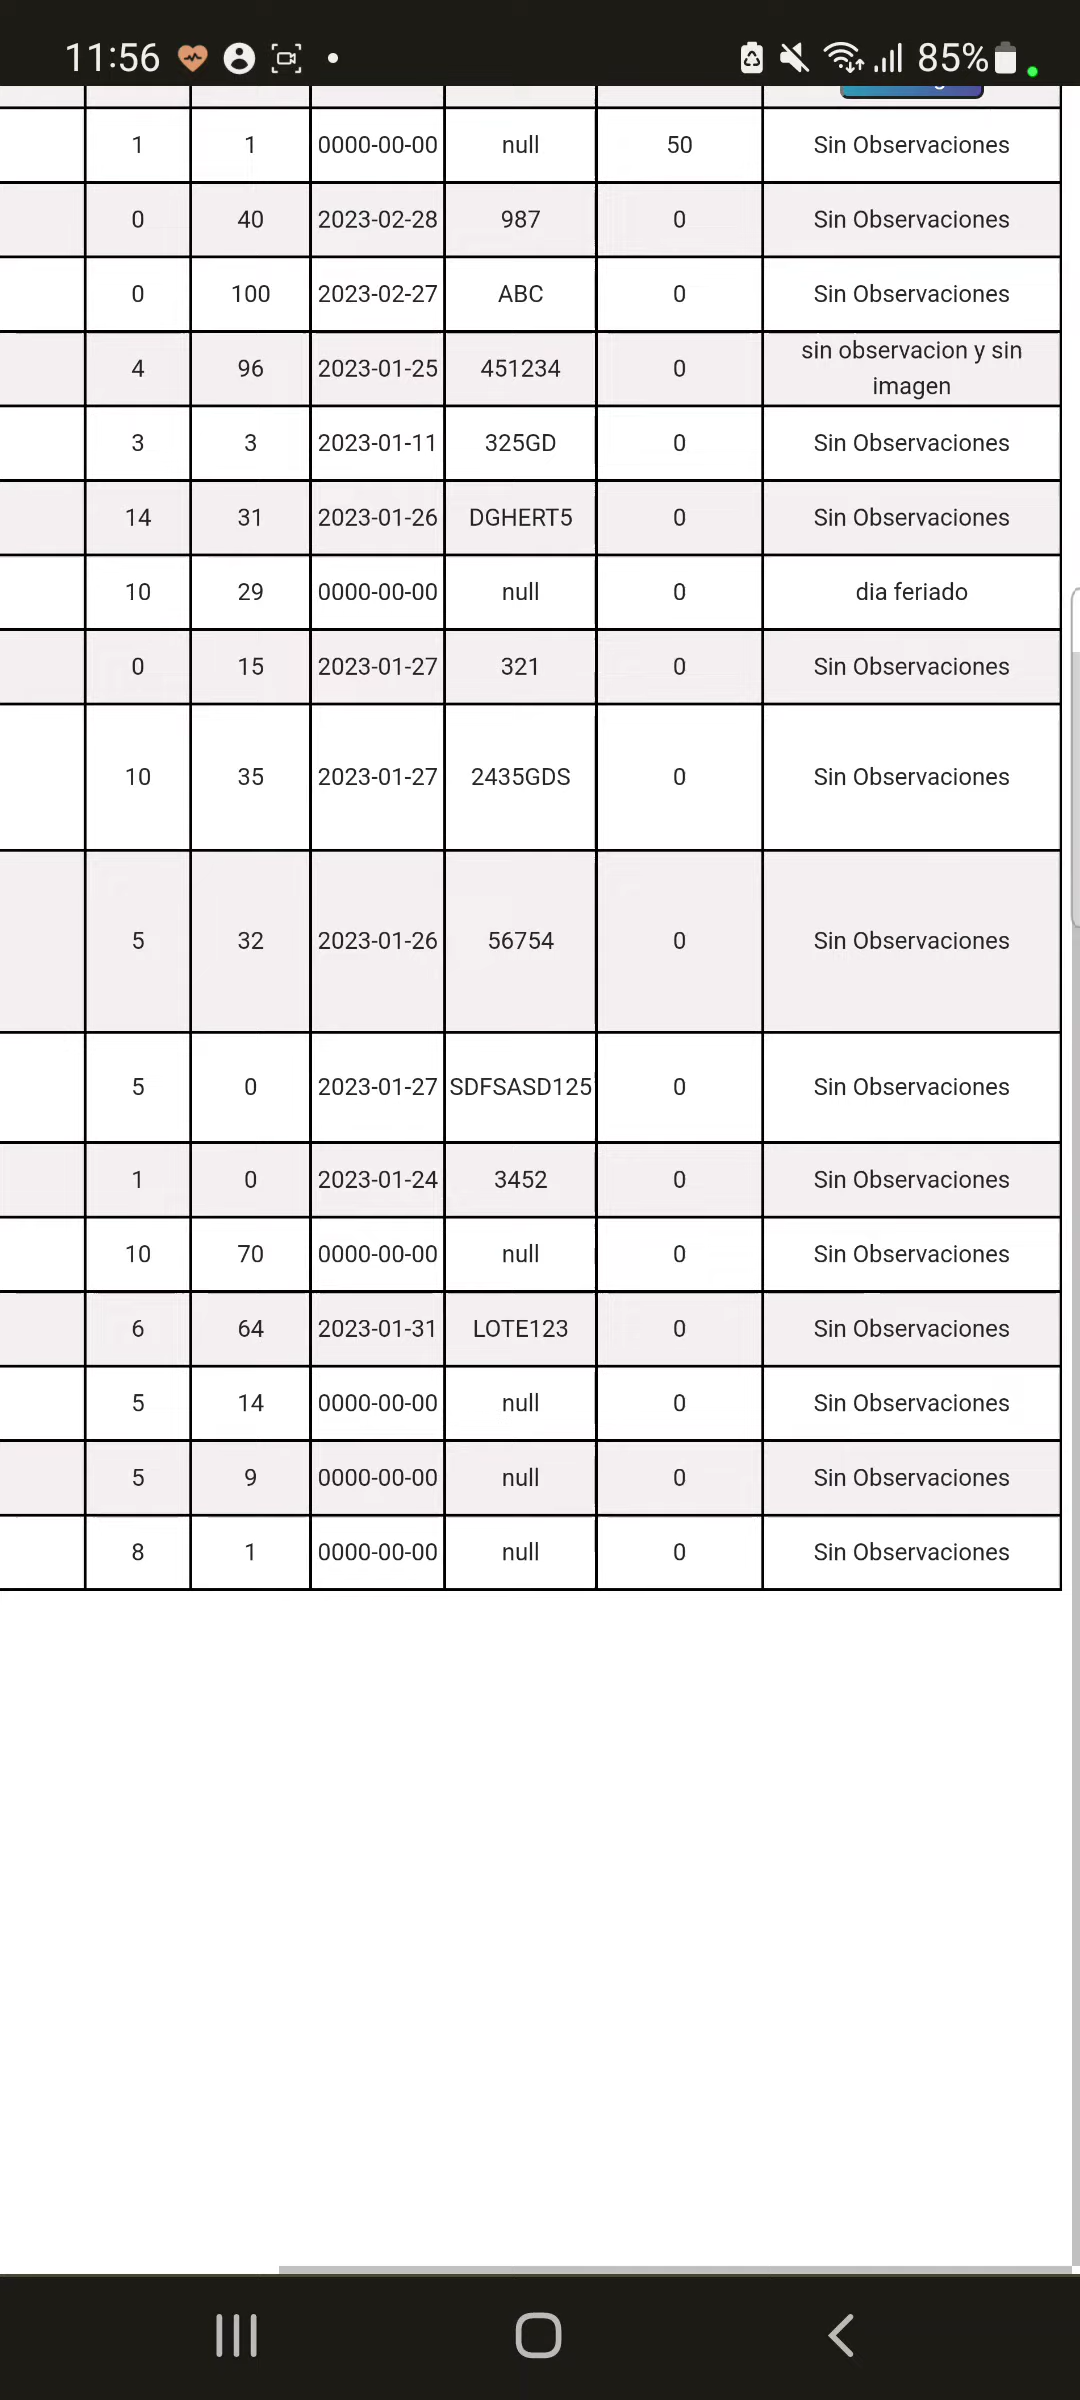 11:56 85%
1 1 0000-00-00 null 50 Sin Observaciones
0 40 2023-02-28 987 0 Sin Observaciones
0 100 2023-02-27 ABC 0 Sin Observaciones
4 96 2023-01-25 451234 0 sin observacion y sin
imagen
3 3 2023-01-11 325GD 0 Sin Observaciones
14 31 2023-01-26 DGHERT5 0 Sin Observaciones
10 29 0000-00-00 null 0 dia feriado
0 15 2023-01-27 321 0 Sin Observaciones
10 35 2023-01-27 2435GDS 0 Sin Observaciones
5 32 2023-01-26 56754 0 Sin Observaciones
5 0 2023-01-27 SDFSASD125 0 Sin Observaciones
1 0 2023-01-24 3452 0 Sin Observaciones
10 70 0000-00-00 null 0 Sin Observaciones
6 64 2023-01-31 LOTE123 0 Sin Observaciones
5 14 0000-00-00 null 0 Sin Observaciones
5 9 0000-00-00 null 0 Sin Observaciones
8 1 0000-00-00 null 0 Sin Observaciones